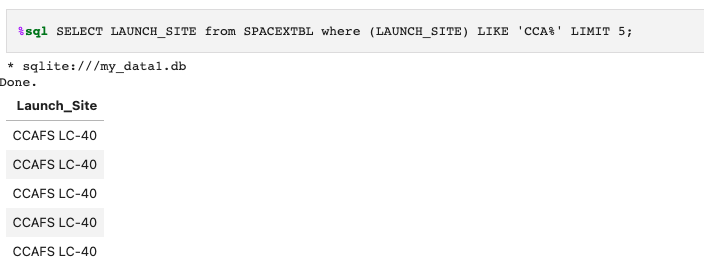 %sql SELECT LAUNCH_SITE from SPACEXTBL where (LAUNCH_SITE) LIKE 'CCA%' LIMIT 5;
* sqlite:///my_data1.db
Done.
Launch_Site
CCAFS LC-40
CCAFS LC-40
CCAFS LC-40
CCAFS LC-40
CCAFS LC-40